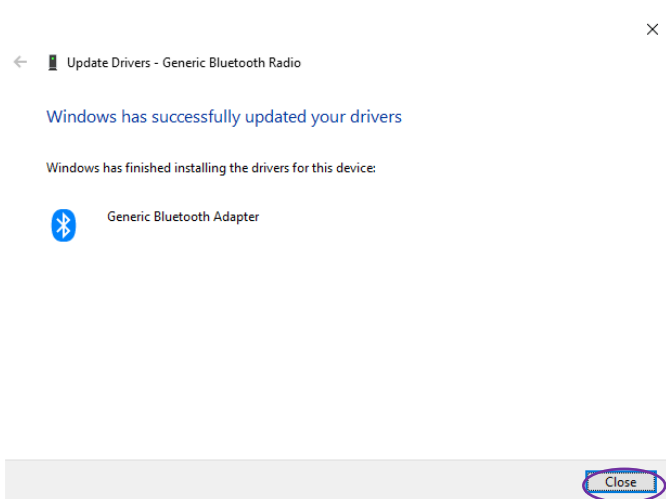 Update Drivers - Generic Bluetooth Radio
Windows has successfully updated your drivers
Windows has finished installing the drivers for this device:
Generic Bluetooth Adapter
Close